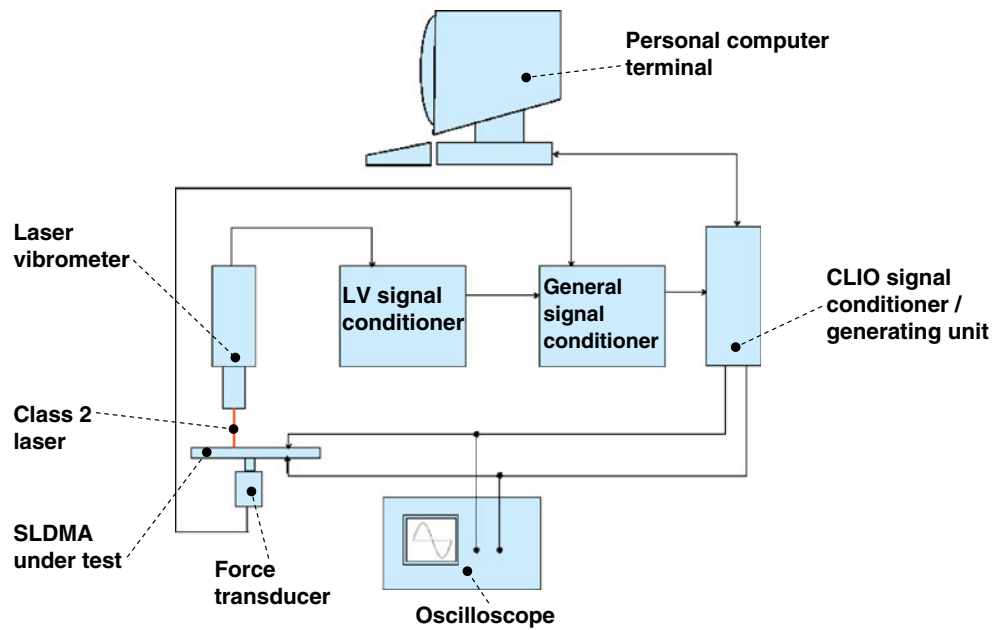 Personal computer
terminal
Laser
vibrometer
LV signal
conditioner
General
signal
conditioner
CLIO signal
conditioner /
generating unit
Class 2
laser
SLDMA
under test
Force
transducer
Oscilloscope